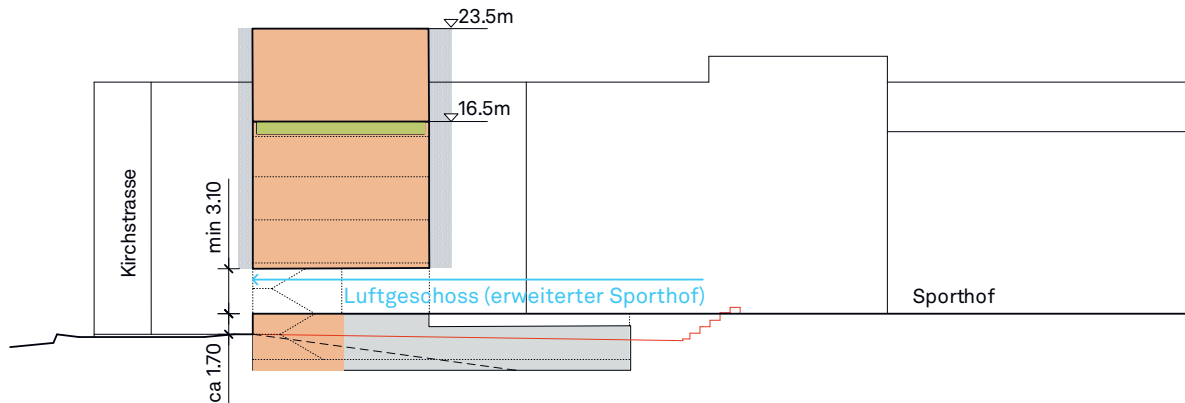 23.5m
16.5m
Kirchstrasse
min 3.10
Luftgeschoss (erweiterter Sporthof)
Sporthof
ca 1.70